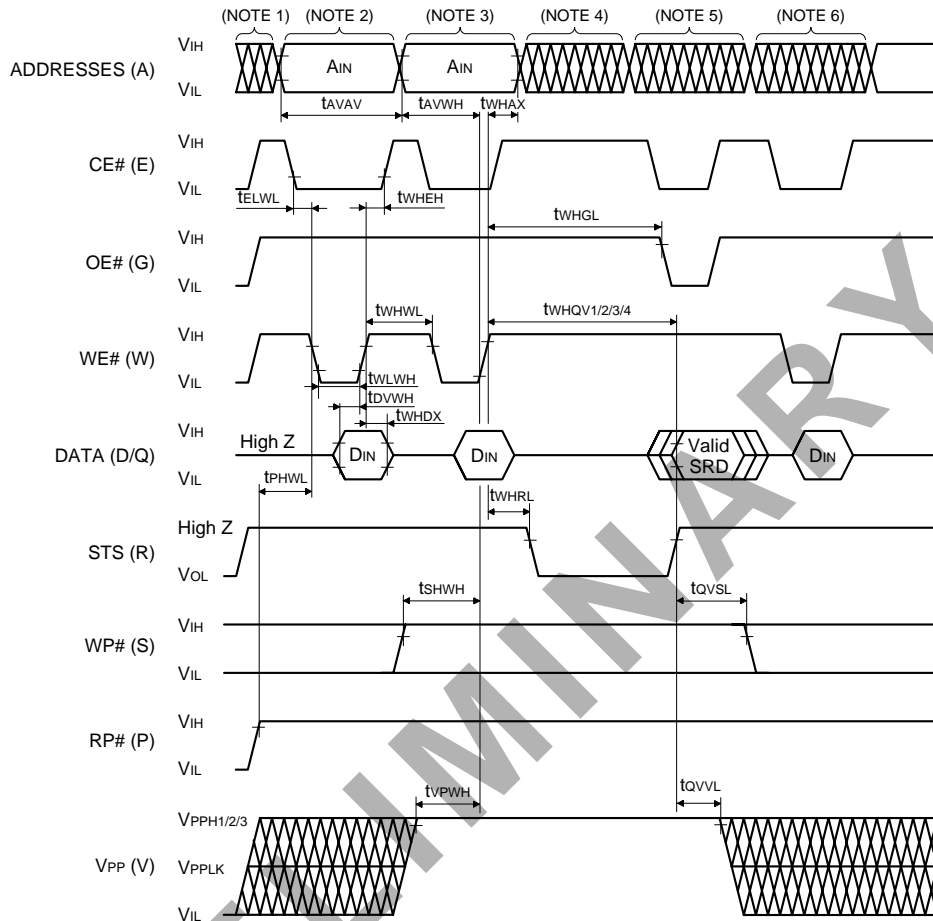 (NOTE 1) (NOTE 2) (NOTE 3) (NOTE 4) (NOTE 5) (NOTE 6)
VIH
ADDRESSES (A) AIN AIN
VIL
tAVAV tAVWH tWHAX
VIH
CE# (E)
VIL
tELWL tWHEH
tWHGL
VIH
OE# (G)
VIL
tWHWL tWHQV1/2/3/4
VIH
WE# (W)
VIL
tWLWH
tDVWH
tWHDX
VIH
DATA (D/Q) High Z DIN DIN Valid SRD DIN
VIL
tPHWL
tWHRL
High Z
STS (R)
VOL
tSHWH tQVSL
VIH
WP# (S)
VIL
VIH
RP# (P)
VIL
tVPWH tQVVL
VPPH1/2/3
VPP (V) VPPLK
VIL
LIMINARY